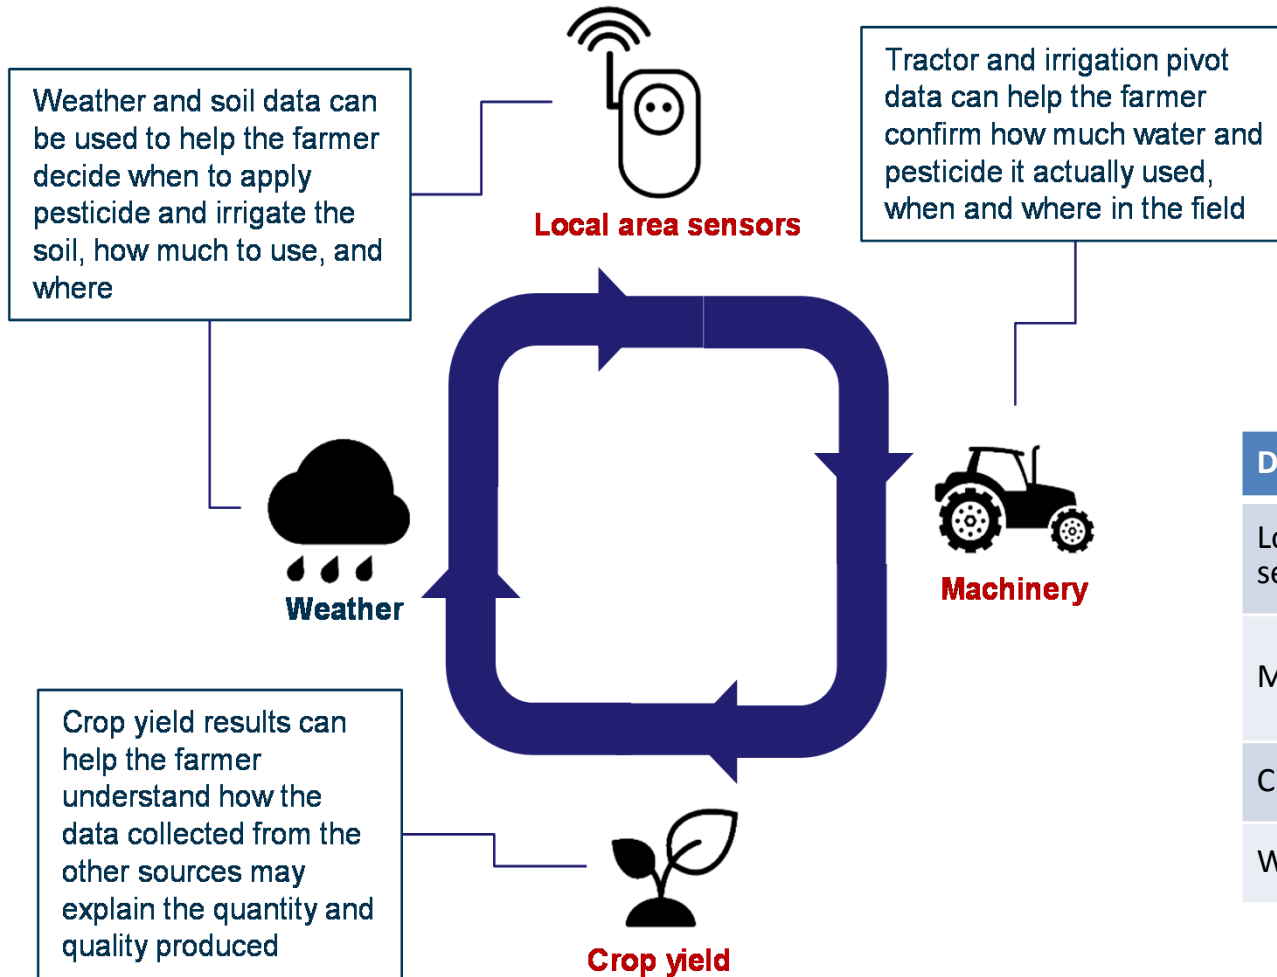 Weather and soil data can
be used to help the farmer
decide when to apply
pesticide and irrigate the
soil, how much to use, and
where
Local area sensors
Tractor and irrigation pivot
data can help the farmer
confirm how much water and
pesticide it actually used,
when and where in the field
Weather
Machinery
Crop yield results can
help the farmer
understand how the
data collected from the
other sources may
explain the quantity and
quality produced
Crop yield
D
Lo
se
M
C
W